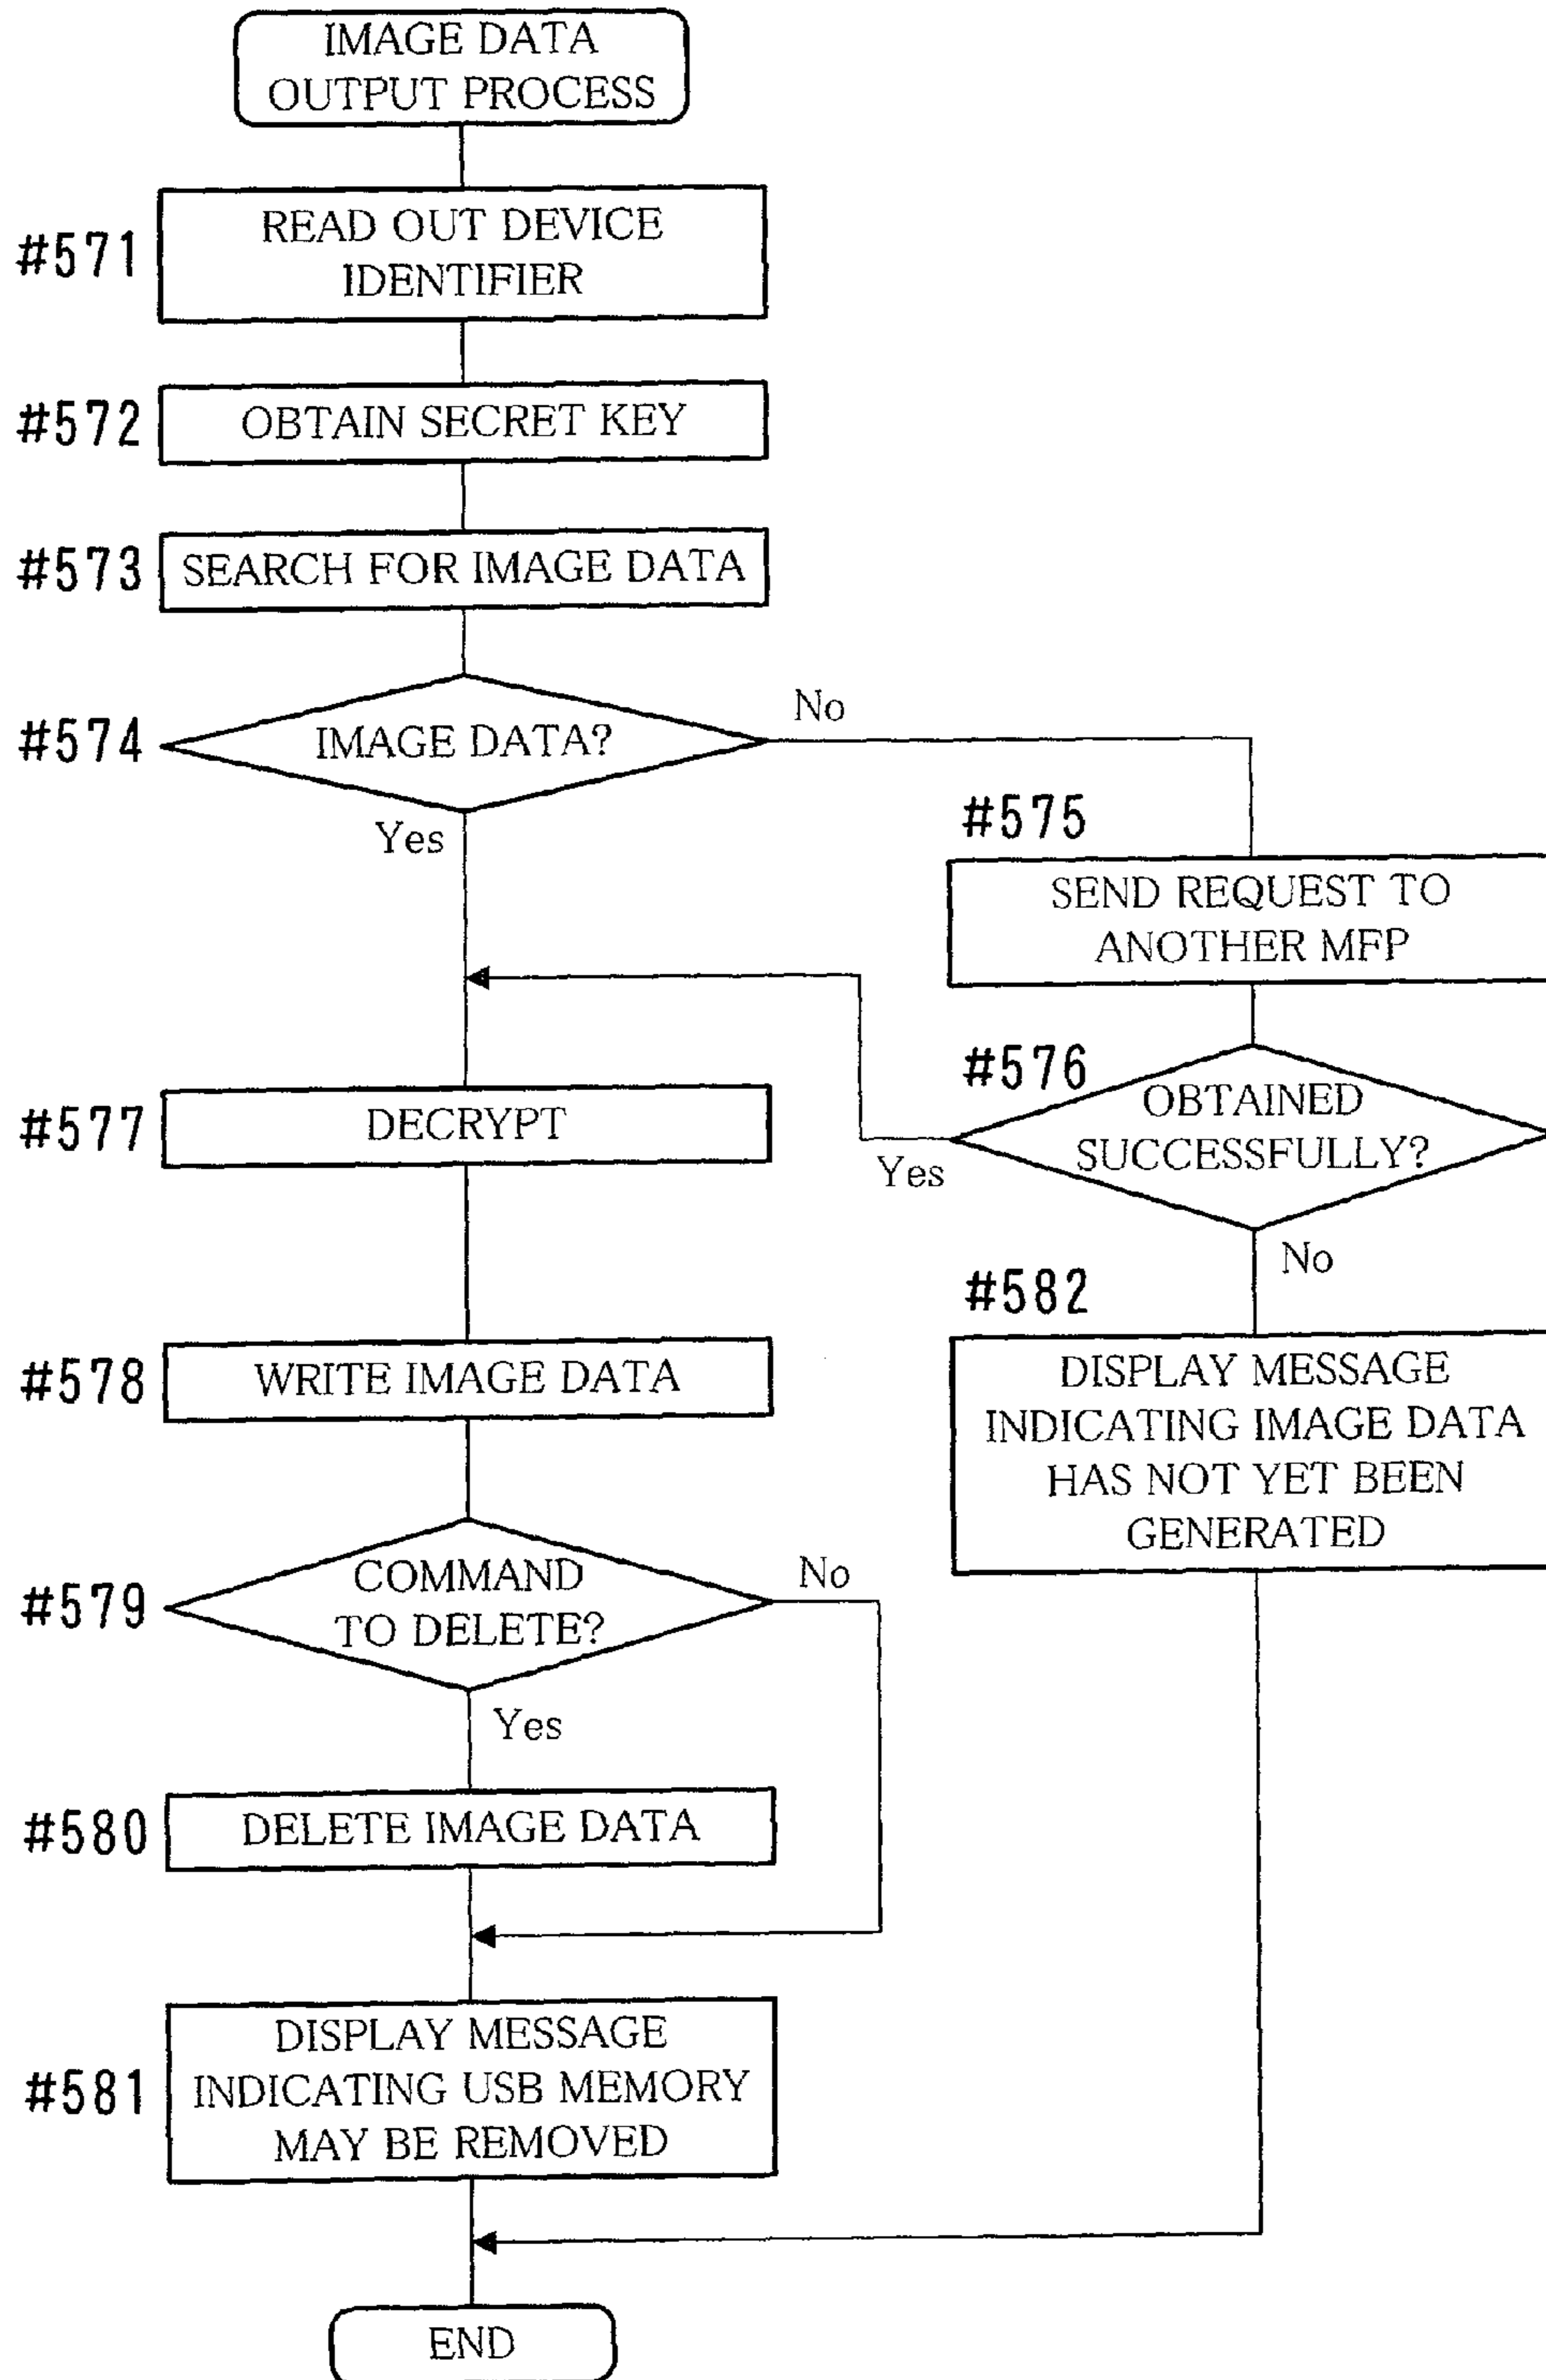 IMAGE DATA
OUTPUT PROCESS
#571
READ OUT DEVICE
IDENTIFIER
#572
OBTAIN SECRET KEY
#573
SEARCH FOR IMAGE DATA
#574
IMAGE DATA?
No
Yes
#575
SEND REQUEST TO
ANOTHER MFP
#576
OBTAINED
SUCCESSFULLY?
Yes
No
#577
DECRYPT
#582
DISPLAY MESSAGE
INDICATING IMAGE DATA
HAS NOT YET BEEN
GENERATED
#578
WRITE IMAGE DATA
#579
COMMAND
TO DELETE?
No
Yes
#580
DELETE IMAGE DATA
#581
DISPLAY MESSAGE
INDICATING USB MEMORY
MAY BE REMOVED
END